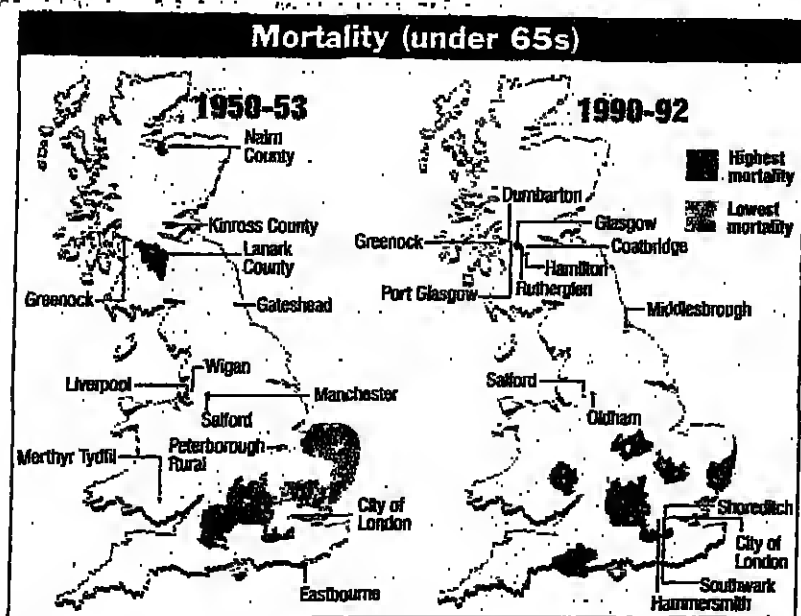 Mortality (under 65s)
1950-53
Nairn
County
Kinross County
Lanark
County
Greenock
Gateshead
Wigan
Liverpool
Manchester
Salford
Peterborough
Rural
Merthyr Tydfil
City of
London
Eastbourne
1990-92
Highest
mortality
Lowest
mortality
Dumbarton
Glasgow
Greenock
Coatbridge
Hamilton
Port Glasgow
Rutherglen
Middlesbrough
Salford
Oldham
Shoreditch
City of
London
Southwark
Hammersmith